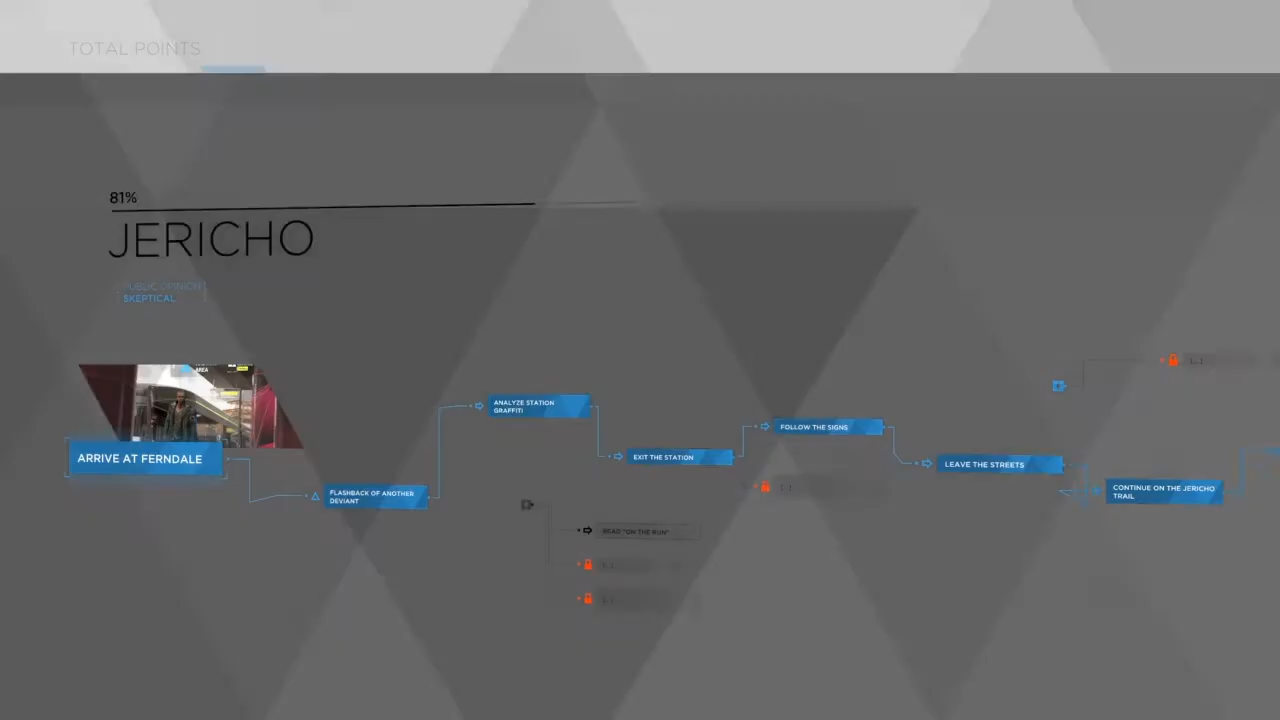 TOTAL POINTS
81%
JERICHO
PUBLIC OPINION
SKEPTICAL
AREA
ARRIVE AT FERNDALE
FLASHBACK OF ANOTHER
DEVIANT
ANALYZE STATION
GRAFFITI
EXIT THE STATION
READ "ON THE RUN"
FOLLOW THE SIGNS
LEAVE THE STREETS
CONTINUE ON THE JERICHO
TRAIL